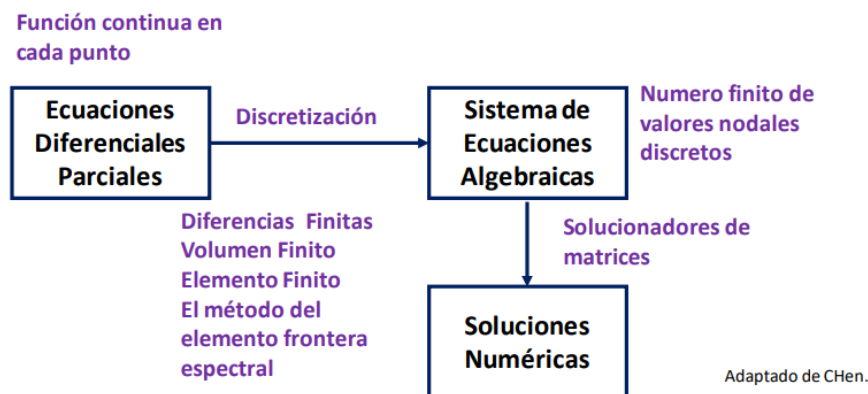 Función continua en
cada punto
Ecuaciones
Diferenciales
Parciales
Discretización
Sistema de
Ecuaciones
Algebraicas
Numero finito de
valores nodales
discretos
Diferencias Finitas
Volumen Finito
Elemento Finito
El método del
elemento frontera
espectral
Solucionadores de
matrices
Soluciones
Numéricas
Adaptado de CHen.